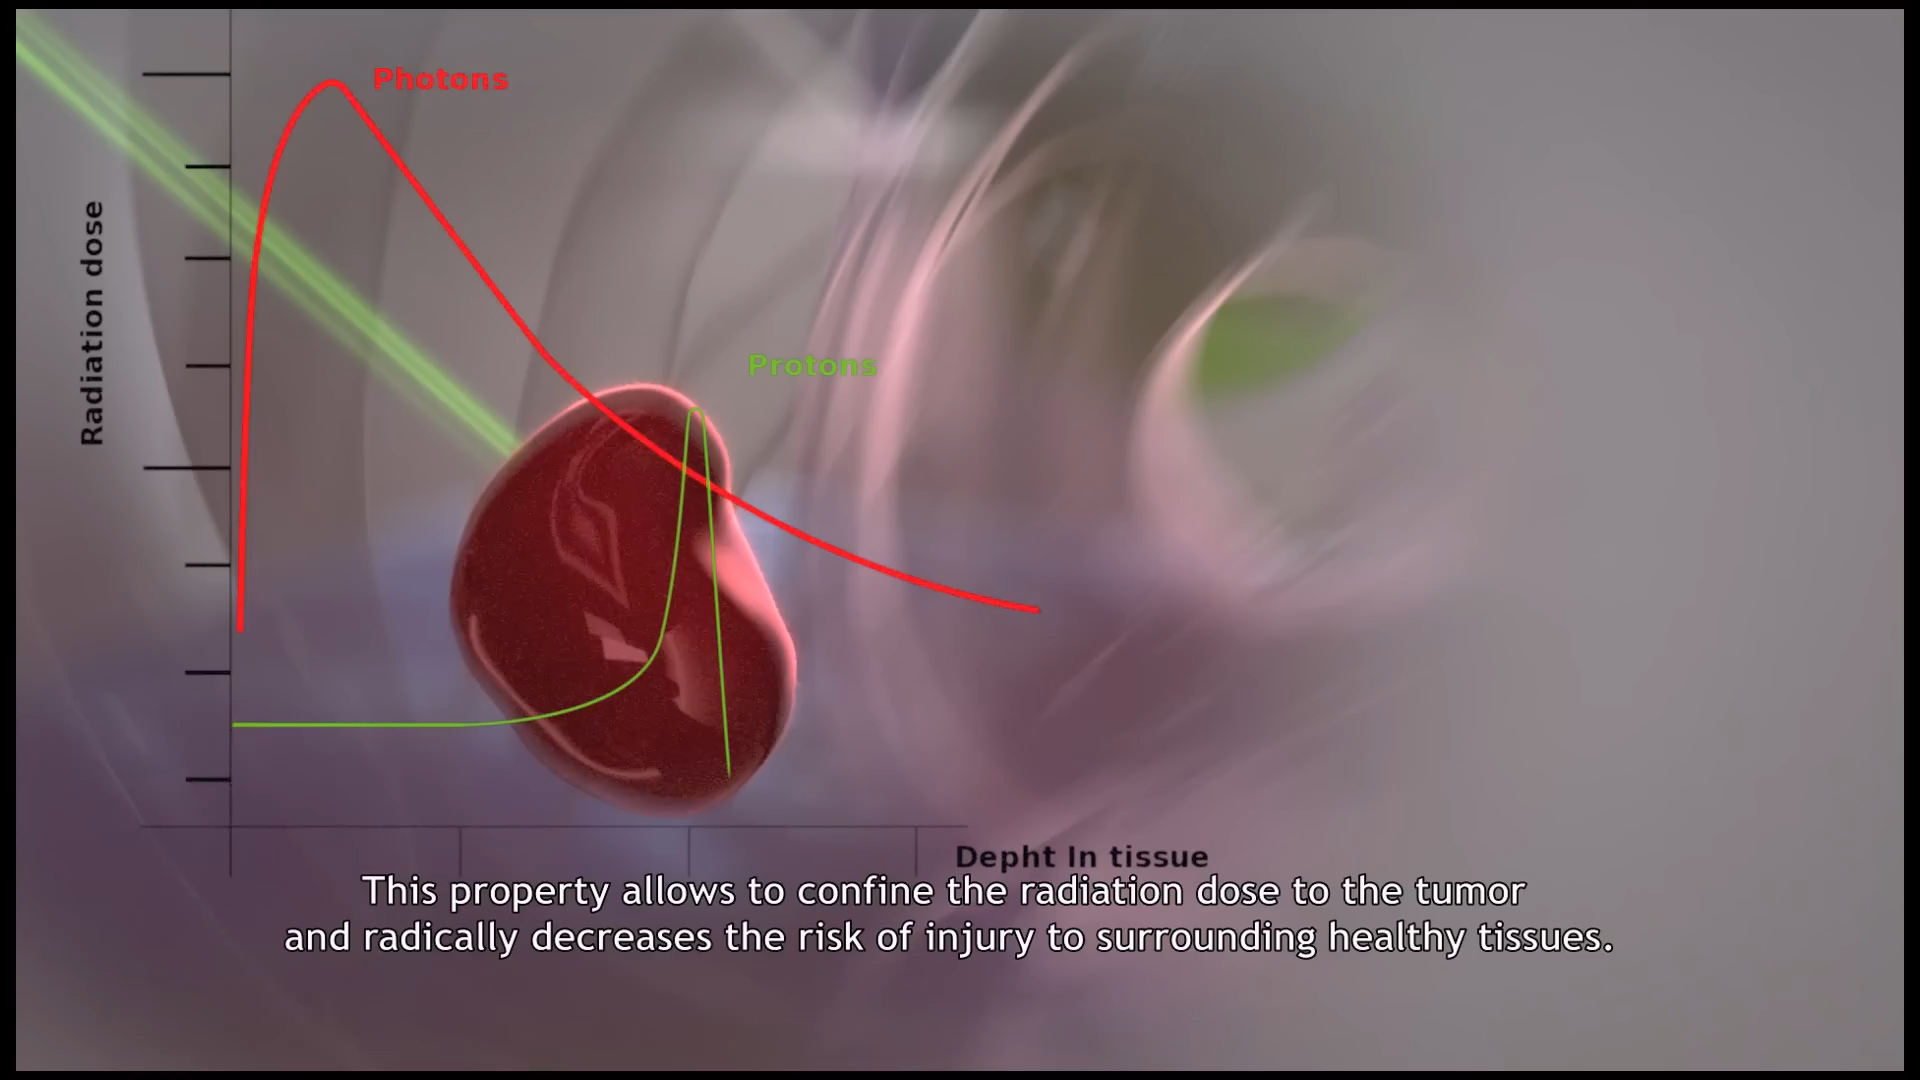 Photons
Radiation dose
Protons
Depht In tissue
This property allows to confine the radiation dose to the tumor
and radically decreases the risk of injury to surrounding healthy tissues.